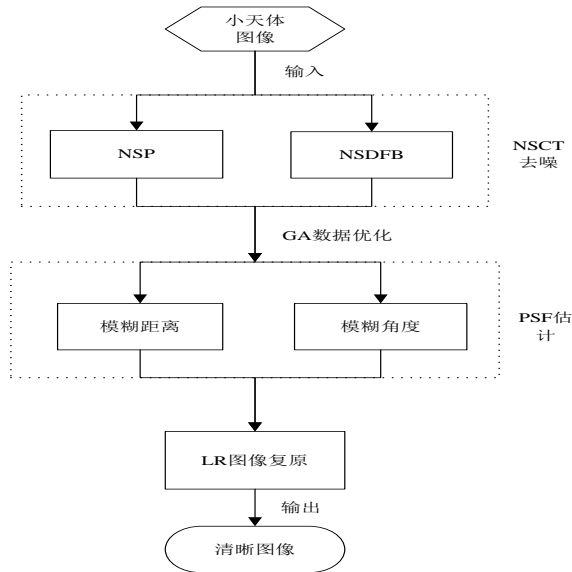 小天体
图像
输入
NSP
NSDFB
NSCT
去噪
GA数据优化
模糊距离
模糊角度
PSF估
计
LR图像复原
输出
清晰图像